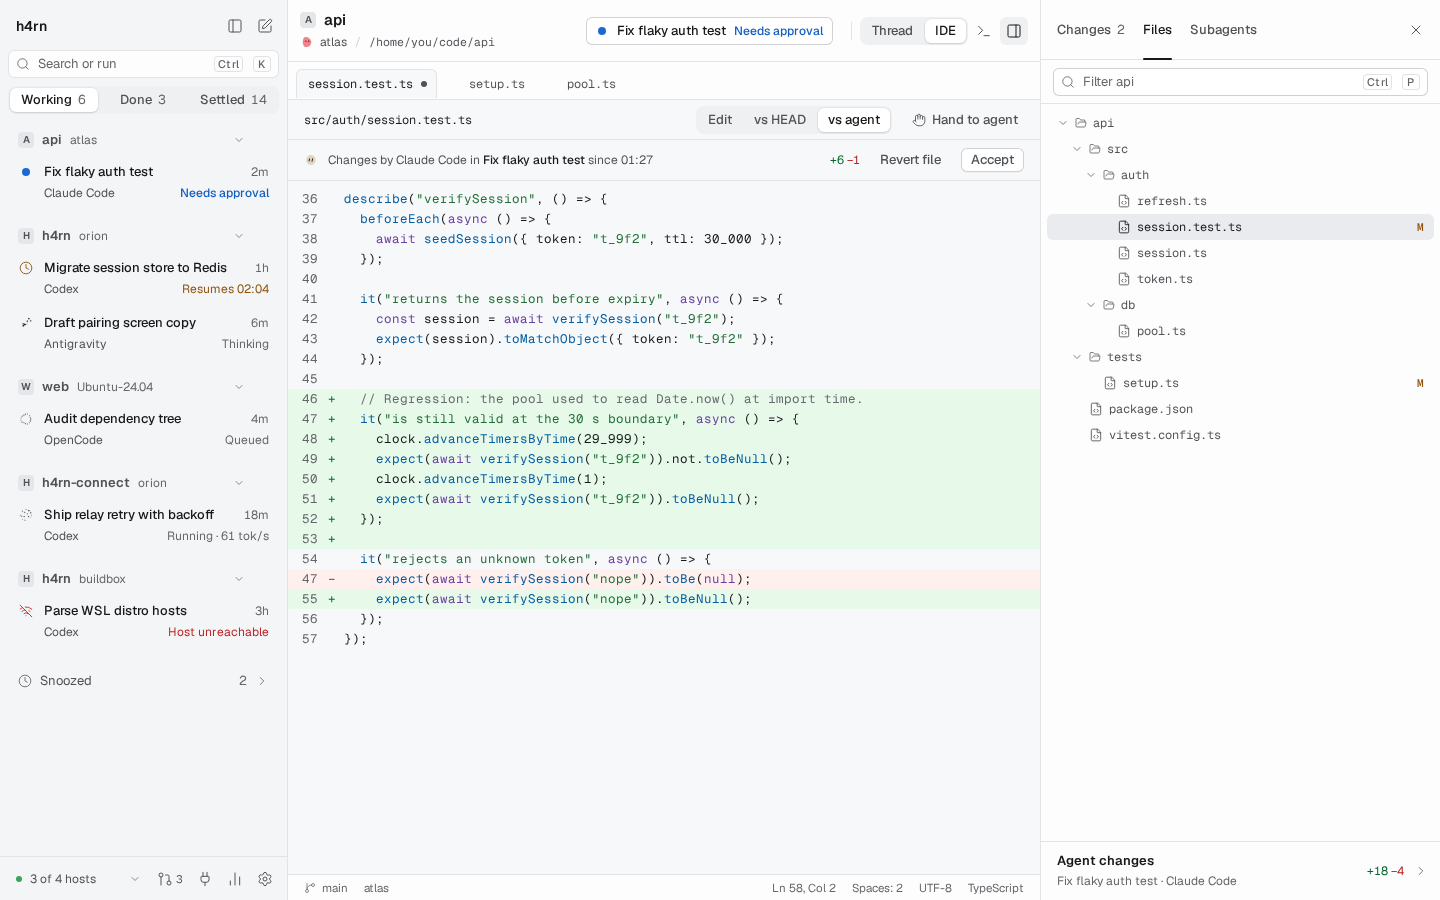 h4rn
Search or run Ctrl K
Working 6 Done 3 Settled 14
A api atlas
Fix flaky auth test 2m
Claude Code Needs approval
H h4rn orion
Migrate session store to Redis 1h
Codex Resumes 02:04
Draft pairing screen copy 6m
Antigravity Thinking
W web Ubuntu-24.04
Audit dependency tree 4m
OpenCode Queued
H h4rn-connect orion
Ship relay retry with backoff 18m
Codex Running · 61 tok/s
H h4rn buildbox
Parse WSL distro hosts 3h
Codex Host unreachable
Snoozed 2
3 of 4 hosts 3
A api
atlas / /home/you/code/api
Fix flaky auth test Needs approval
Thread IDE
session.test.ts setup.ts pool.ts
src/auth/session.test.ts
Edit vs HEAD vs agent Hand to agent
Changes by Claude Code in Fix flaky auth test since 01:27
+6 −1 Revert file Accept
36 describe("verifySession", () => {
37 beforeEach(async () => {
38 await seedSession({ token: "t_9f2", ttl: 30_000 });
39 });
40
41 it("returns the session before expiry", async () => {
42 const session = await verifySession("t_9f2");
43 expect(session).toMatchObject({ token: "t_9f2" });
44 });
45
46 + // Regression: the pool used to read Date.now() at import time.
47 + it("is still valid at the 30 s boundary", async () => {
48 + clock.advanceTimersByTime(29_999);
49 + expect(await verifySession("t_9f2")).not.toBeNull();
50 + clock.advanceTimersByTime(1);
51 + expect(await verifySession("t_9f2")).toBeNull();
52 + });
53 +
54 it("rejects an unknown token", async () => {
47 − expect(await verifySession("nope")).toBe(null);
55 + expect(await verifySession("nope")).toBeNull();
56 });
57 });
main atlas
Ln 58, Col 2 Spaces: 2 UTF-8 TypeScript
Changes 2 Files Subagents
Filter api Ctrl P
api
src
auth
refresh.ts
session.test.ts M
session.ts
token.ts
db
pool.ts
tests
setup.ts M
package.json
vitest.config.ts
Agent changes
Fix flaky auth test · Claude Code
+18 −4